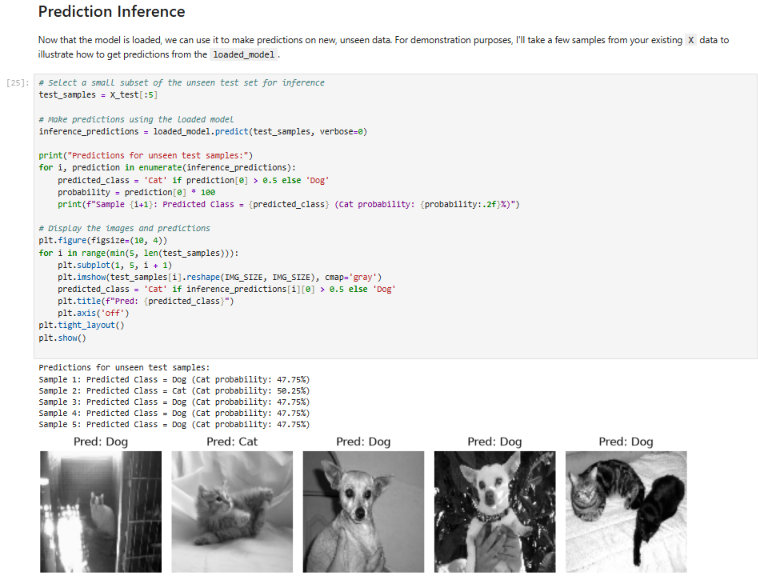 Prediction Inference
Now that the model is loaded, we can use it to make predictions on new, unseen data. For demonstration purposes, I'll take a few samples from your existing X data to
illustrate how to get predictions from the loaded_model .
[25]: # Select a small subset of the unseen test set for inference
test_samples = X_test[:5]
# Make predictions using the loaded model
inference_predictions = loaded_model.predict(test_samples, verbose=0)
print("Predictions for unseen test samples:")
for i, prediction in enumerate(inference_predictions):
predicted_class = 'Cat' if prediction[0] > 0.5 else 'Dog'
probability = prediction[0] * 100
print(f"Sample {i+1}: Predicted Class = {predicted_class} (Cat probability: {probability:.2f}%)")
# Display the images and predictions
plt.figure(figsize=(10, 4))
for i in range(min(5, len(test_samples))):
plt.subplot(1, 5, i + 1)
plt.imshow(test_samples[i].reshape(IMG_SIZE, IMG_SIZE), cmap='gray')
predicted_class = 'Cat' if inference_predictions[i][0] > 0.5 else 'Dog'
plt.title(f"Pred: {predicted_class}")
plt.axis('off')
plt.tight_layout()
plt.show()
Predictions for unseen test samples:
Sample 1: Predicted Class = Dog (Cat probability: 47.75%)
Sample 2: Predicted Class = Cat (Cat probability: 50.25%)
Sample 3: Predicted Class = Dog (Cat probability: 47.75%)
Sample 4: Predicted Class = Dog (Cat probability: 47.75%)
Sample 5: Predicted Class = Dog (Cat probability: 47.75%)
Pred: Dog Pred: Cat Pred: Dog Pred: Dog Pred: Dog